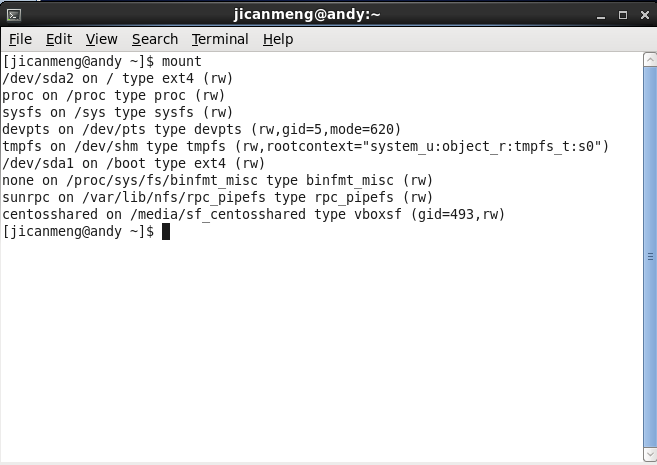 jicanmeng@andy:~
File Edit View Search Terminal Help
[jicanmeng@andy ~]$ mount
/dev/sda2 on / type ext4 (rw)
proc on /proc type proc (rw)
sysfs on /sys type sysfs (rw)
devpts on /dev/pts type devpts (rw,gid=5,mode=620)
tmpfs on /dev/shm type tmpfs (rw,rootcontext="system_u:object_r:tmpfs_t:s0")
/dev/sda1 on /boot type ext4 (rw)
none on /proc/sys/fs/binfmt_misc type binfmt_misc (rw)
sunrpc on /var/lib/nfs/rpc_pipefs type rpc_pipefs (rw)
centosshared on /media/sf_centosshared type vboxsf (gid=493,rw)
[jicanmeng@andy ~]$